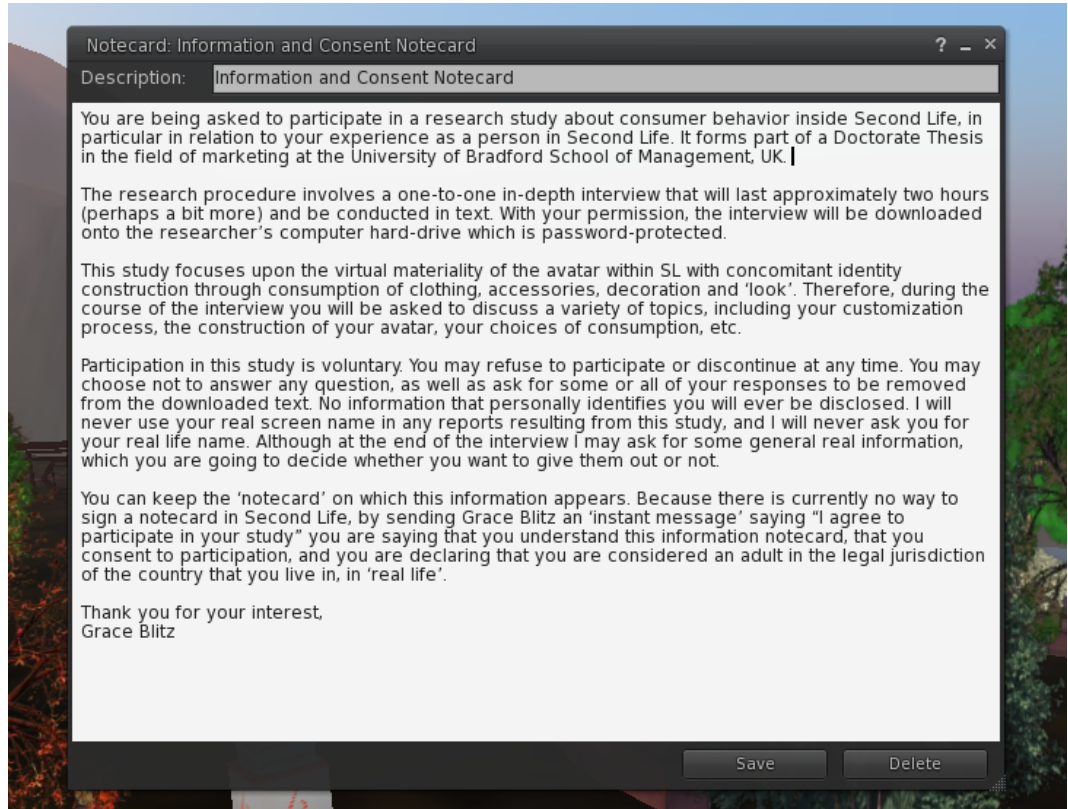 Notecard: Information and Consent Notecard
? – ×
Description: Information and Consent Notecard
You are being asked to participate in a research study about consumer behavior inside Second Life, in
particular in relation to your experience as a person in Second Life. It forms part of a Doctorate Thesis
in the field of marketing at the University of Bradford School of Management, UK.
The research procedure involves a one-to-one in-depth interview that will last approximately two hours
(perhaps a bit more) and be conducted in text. With your permission, the interview will be downloaded
onto the researcher’s computer hard-drive which is password-protected.
This study focuses upon the virtual materiality of the avatar within SL with concomitant identity
construction through consumption of clothing, accessories, decoration and ‘look’. Therefore, during the
course of the interview you will be asked to discuss a variety of topics, including your customization
process, the construction of your avatar, your choices of consumption, etc.
Participation in this study is voluntary. You may refuse to participate or discontinue at any time. You may
choose not to answer any question, as well as ask for some or all of your responses to be removed
from the downloaded text. No information that personally identifies you will ever be disclosed. I will
never use your real screen name in any reports resulting from this study, and I will never ask you for
your real life name. Although at the end of the interview I may ask for some general real information,
which you are going to decide whether you want to give them out or not.
You can keep the ‘notecard’ on which this information appears. Because there is currently no way to
sign a notecard in Second Life, by sending Grace Blitz an ‘instant message’ saying “I agree to
participate in your study” you are saying that you understand this information notecard, that you
consent to participation, and you are declaring that you are considered an adult in the legal jurisdiction
of the country that you live in, in ‘real life’.
Thank you for your interest,
Grace Blitz
Save
Delete